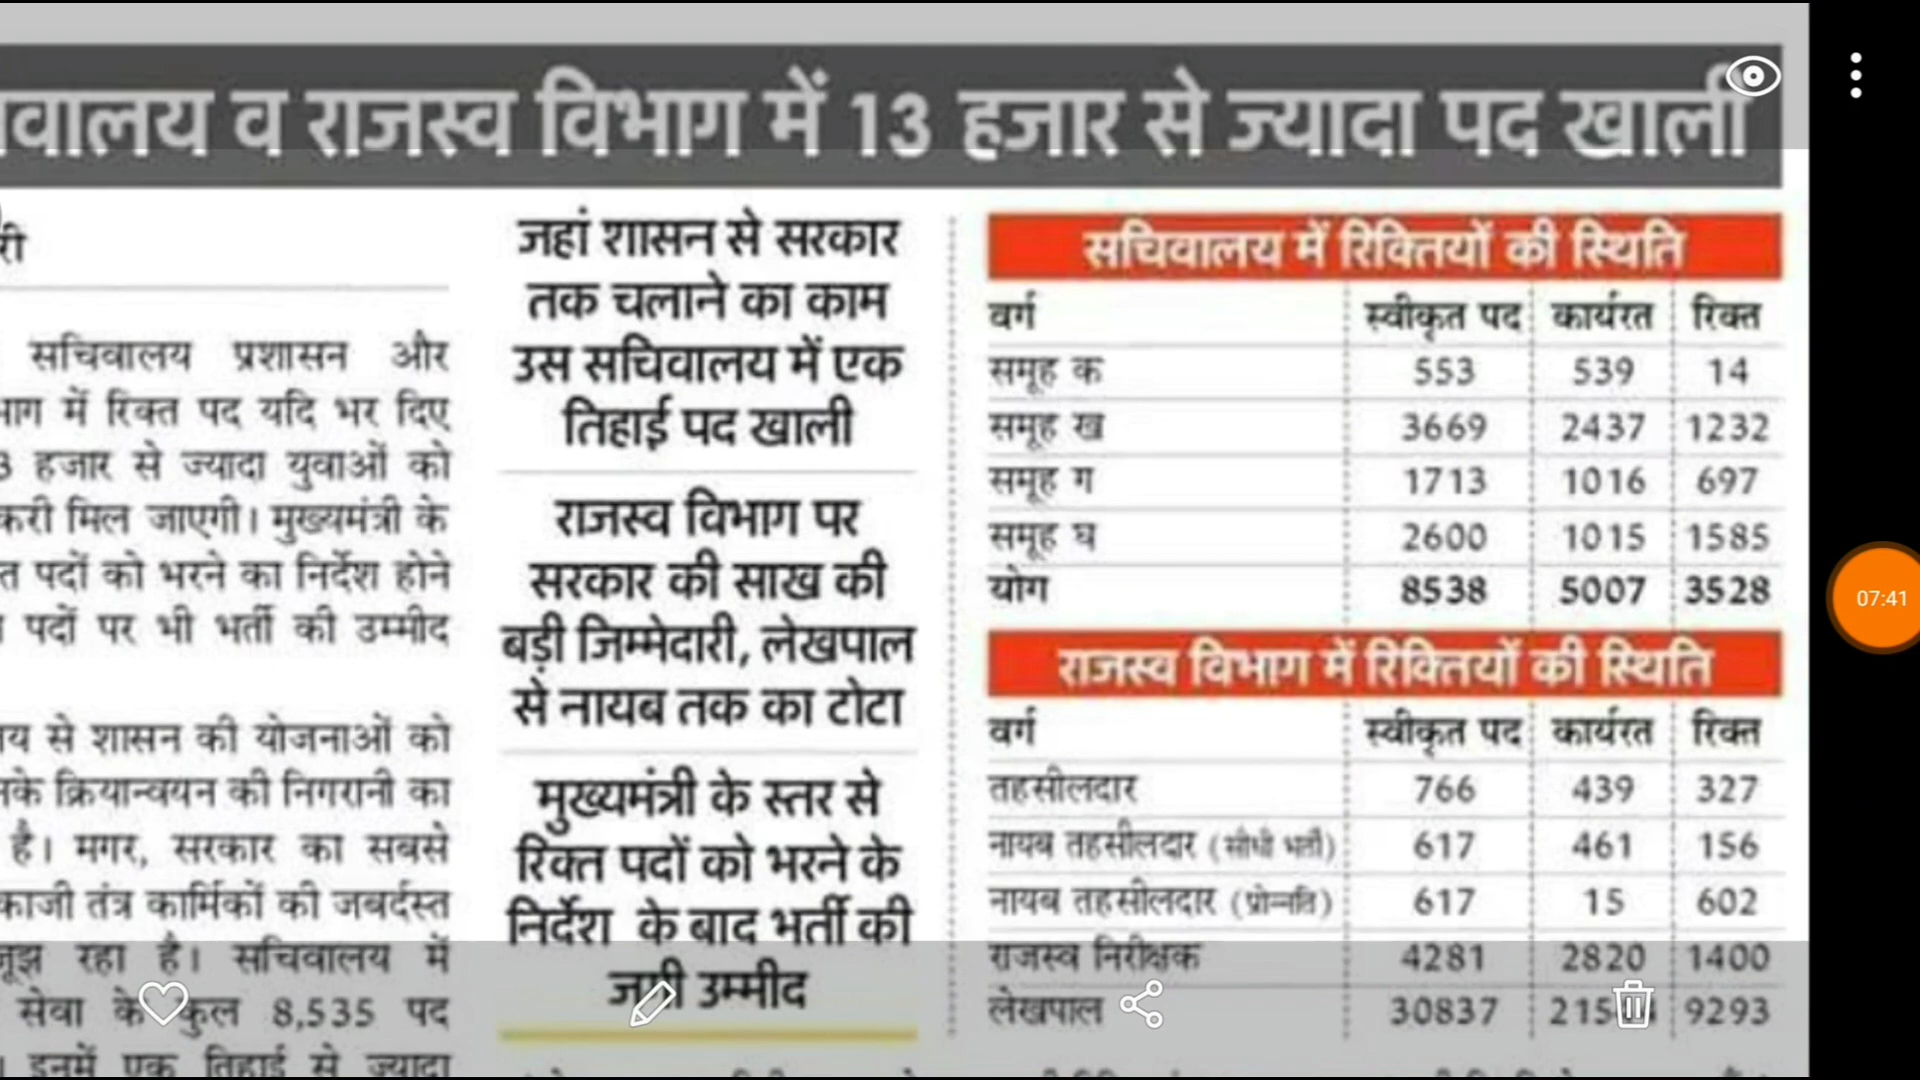 वालय व राजस्व विभाग में 13 हजार से ज्यादा पद खाली
री
सचिवालय प्रशासन और
में रिक्त पद यदि भर दिए
हजार से ज्यादा युवाओं को
मिल जाएगी। मुख्यमंत्री के
पदों को भरने का निर्देश होने
पदों पर भी भर्ती की उम्मीद
से शासन की योजनाओं को
क्रियान्वयन की निगरानी का
है। मगर, सरकार का सबसे
तंत्र कार्मिकों की जबर्दस्त
रहा है। सचिवालय में
सेवा के कुल 8,535 पद
इनमें एक तिहाई से ज्यादा
जहां शासन से सरकार
तक चलाने का काम
उस सचिवालय में एक
तिहाई पद खाली
राजस्व विभाग पर
सरकार की साख की
बड़ी जिम्मेदारी, लेखपाल
से नायब तक का टोटा
मुख्यमंत्री के स्तर से
रिक्त पदों को भरने के
निर्देश के बाद भर्ती की
जगी उम्मीद
सचिवालय में रिक्तियों की स्थिति
वर्ग स्वीकृत पद कार्यरत रिक्त
समूह क 553 539 14
समूह ख 3669 2437 1232
समूह ग 1713 1016 697
समूह घ 2600 1015 1585
योग 8538 5007 3528
राजस्व विभाग में रिक्तियों की स्थिति
वर्ग स्वीकृत पद कार्यरत रिक्त
तहसीलदार 766 439 327
नायब तहसीलदार (सीधी भर्ती) 617 461 156
नायब तहसीलदार (प्रोन्नति) 617 15 602
राजस्व निरीक्षक 4281 2820 1400
लेखपाल 30837 9293
07:41